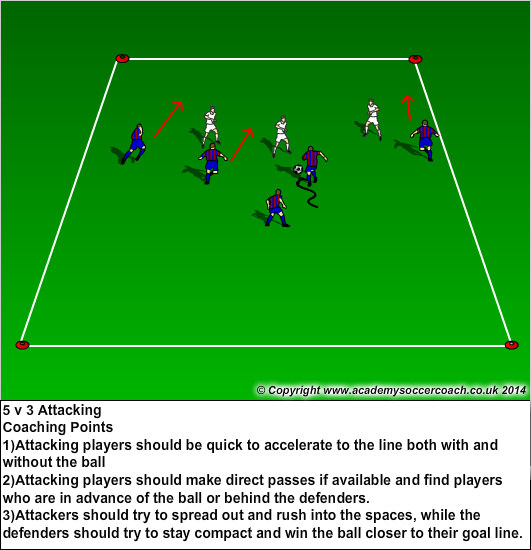 © Copyright www.academysoccercoach.co.uk 2014
5 v 3 Attacking
Coaching Points
1)Attacking players should be quick to accelerate to the line both with and
without the ball
2)Attacking players should make direct passes if available and find players
who are in advance of the ball or behind the defenders.
3)Attackers should try to spread out and rush into the spaces, while the
defenders should try to stay compact and win the ball closer to their goal line.